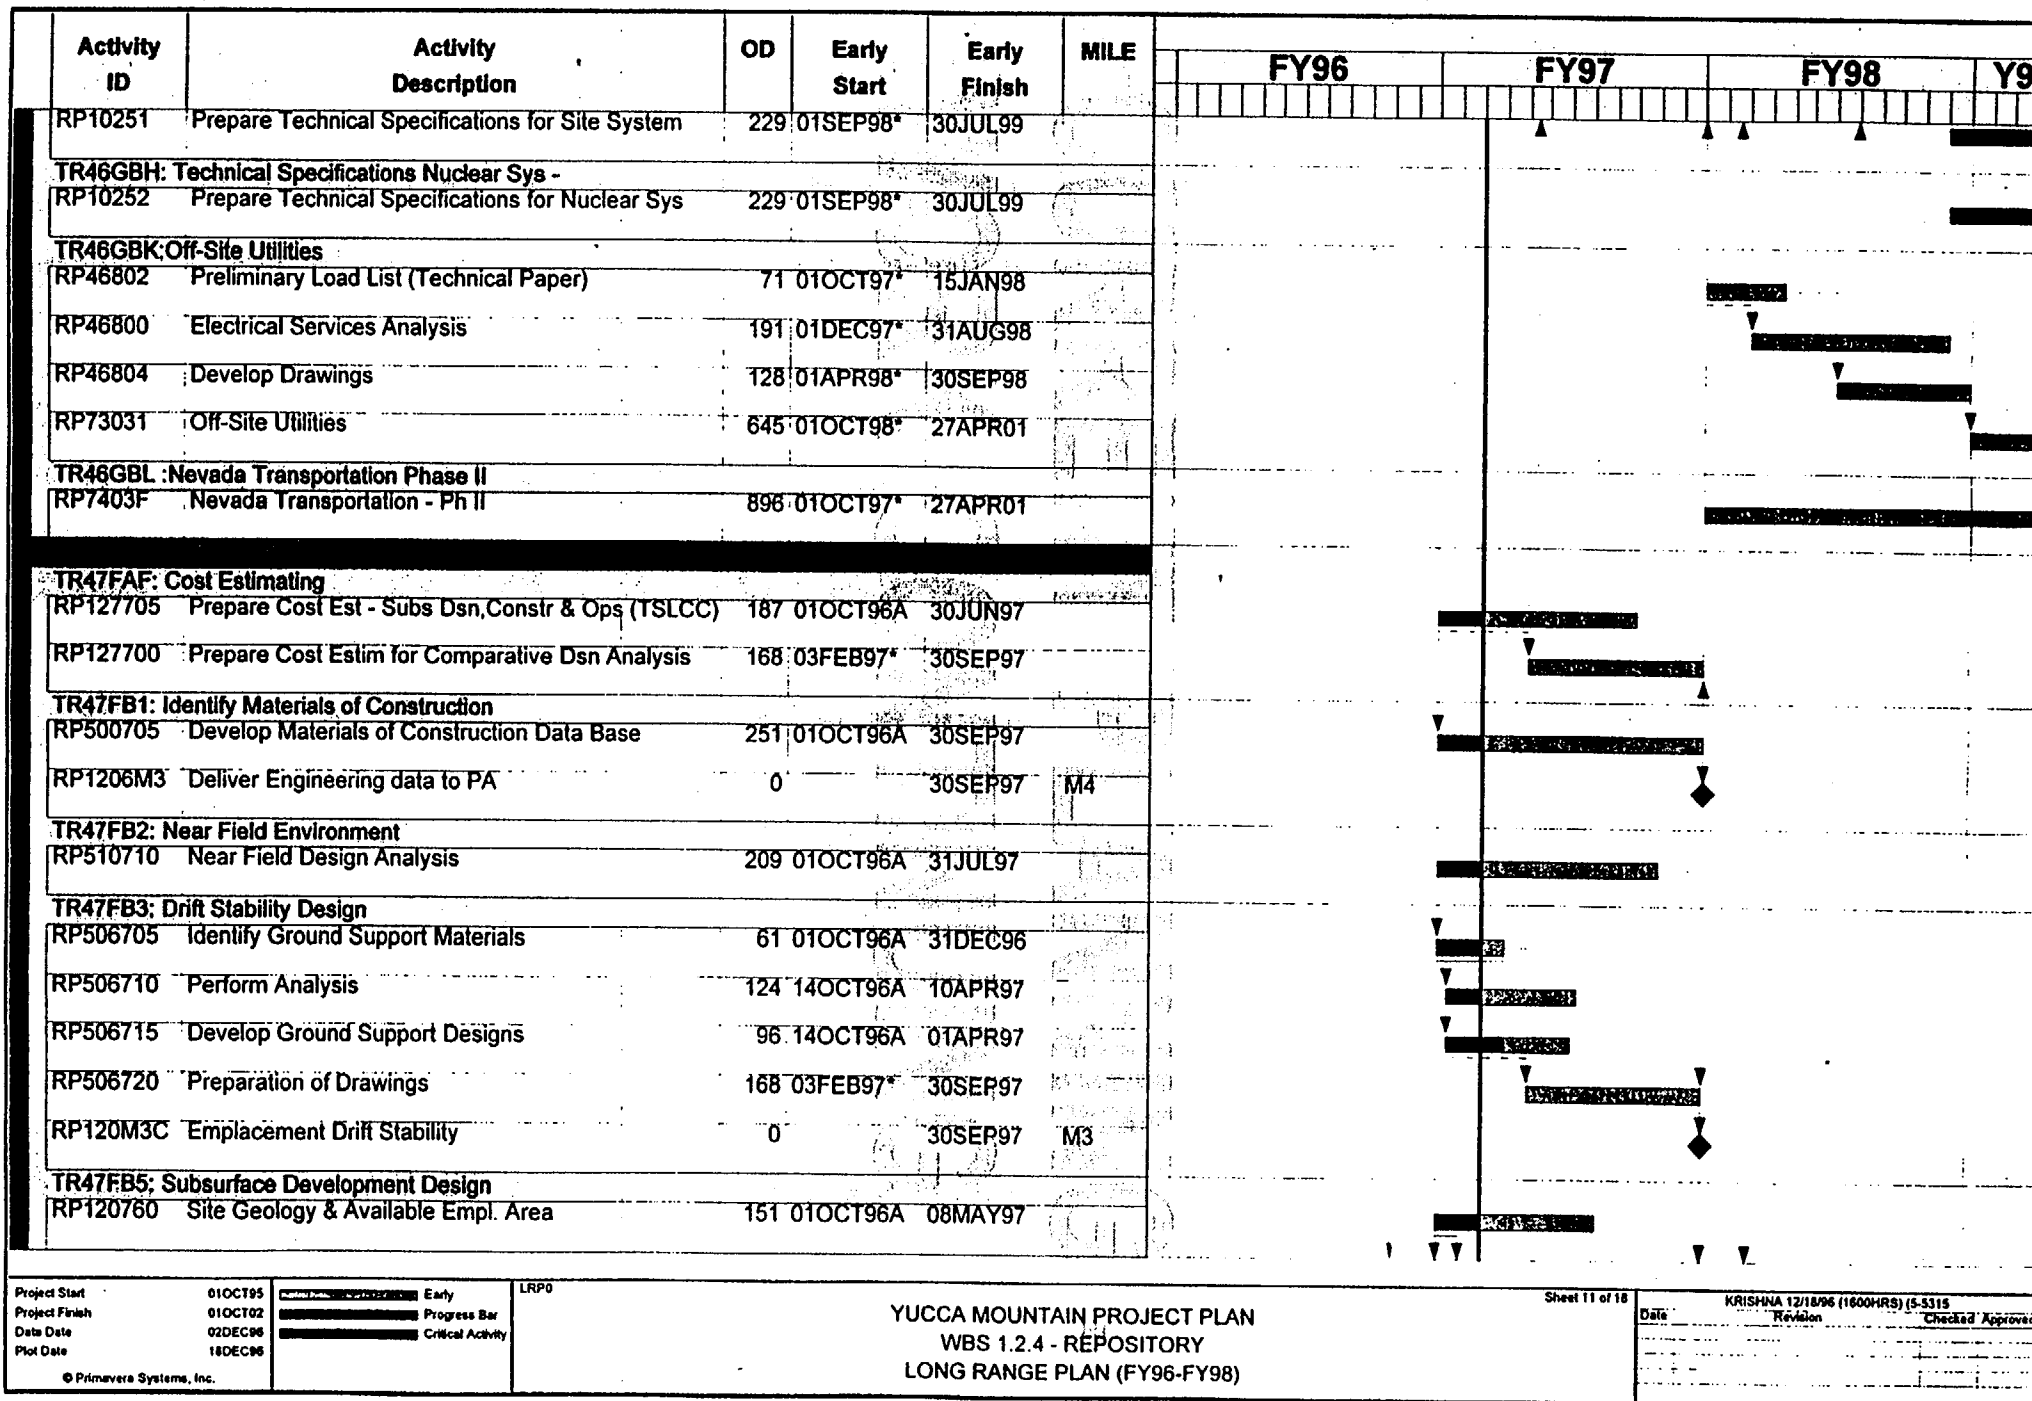 Activity ID Activity Description OD Early Start Early Finish MILE FY96 FY97 FY98 Y9
RP10251 Prepare Technical Specifications for Site System 229 01SEP98* 30JUL99
TR46GBH: Technical Specifications Nuclear Sys -
RP10252 Prepare Technical Specifications for Nuclear Sys 229 01SEP98* 30JUL99
TR46GBK;Off-Site Utilities
RP46802 Preliminary Load List (Technical Paper) 71 01OCT97* 15JAN98
RP46800 Electrical Services Analysis 191 01DEC97* 31AUG98
RP46804 Develop Drawings 128 01APR98* 30SEP98
RP73031 Off-Site Utilities 645 01OCT98* 27APR01
TR46GBL :Nevada Transportation Phase II
RP7403F Nevada Transportation - Ph II 896 01OCT97* 27APR01
TR47FAF: Cost Estimating
RP127705 Prepare Cost Est - Subs Dsn,Constr & Ops (TSLCC) 187 01OCT96A 30JUN97
RP127700 Prepare Cost Estim for Comparative Dsn Analysis 168 03FEB97* 30SEP97
TR47FB1: Identify Materials of Construction
RP500705 Develop Materials of Construction Data Base 251 01OCT96A 30SEP97
RP1206M3 Deliver Engineering data to PA 0 30SEP97 M4
TR47FB2: Near Field Environment
RP510710 Near Field Design Analysis 209 01OCT96A 31JUL97
TR47FB3; Drift Stability Design
RP506705 Identify Ground Support Materials 61 01OCT96A 31DEC96
RP506710 Perform Analysis 124 14OCT96A 10APR97
RP506715 Develop Ground Support Designs 96 14OCT96A 01APR97
RP506720 Preparation of Drawings 168 03FEB97* 30SEP97
RP120M3C Emplacement Drift Stability 0 30SEP97 M3
TR47FB5; Subsurface Development Design
RP120760 Site Geology & Available Empl. Area 151 01OCT96A 08MAY97
Project Start 01OCT95
Project Finish 01OCT02
Data Date 02DEC96
Plot Date 18DEC96
© Primavera Systems, Inc.
Early
Progress Bar
Critical Activity
LRP0
YUCCA MOUNTAIN PROJECT PLAN
WBS 1.2.4 - REPOSITORY
LONG RANGE PLAN (FY96-FY98)
Sheet 11 of 18
KRISHNA 12/18/96 (1600HRS) (5-5315
Date Revision Checked Approved